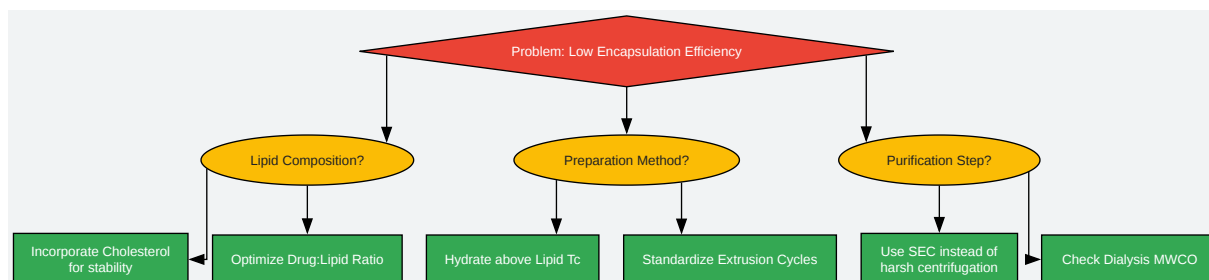 Problem: Low Encapsulation Efficiency
Lipid Composition?
Preparation Method?
Purification Step?
Incorporate Cholesterol
for stability
Optimize Drug:Lipid Ratio
Hydrate above Lipid Tc
Standardize Extrusion Cycles
Use SEC instead of
harsh centrifugation
Check Dialysis MWCO